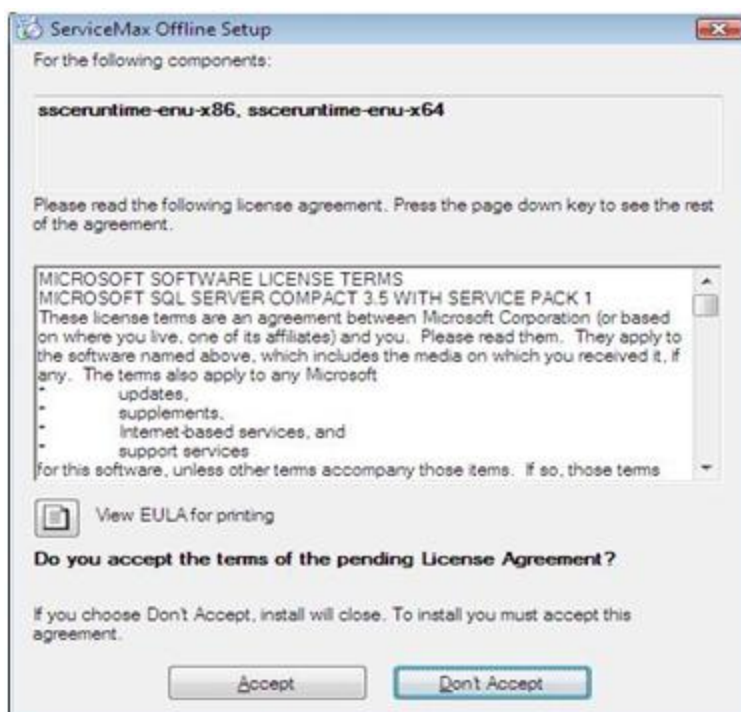 ServiceMax Offline Setup
For the following components:
ssceruntime-enu-x86, ssceruntime-enu-x64
Please read the following license agreement. Press the page down key to see the rest
of the agreement.
MICROSOFT SOFTWARE LICENSE TERMS
MICROSOFT SQL SERVER COMPACT 3.5 WITH SERVICE PACK 1
These license terms are an agreement between Microsoft Corporation (or based
on where you live, one of its affiliates) and you.  Please read them.  They apply to
the software named above, which includes the media on which you received it, if
any.  The terms also apply to any Microsoft
* updates,
* supplements,
* Internet-based services, and
* support services
for this software, unless other terms accompany those items.  If so, those terms
View EULA for printing
Do you accept the terms of the pending License Agreement?
If you choose Don't Accept, install will close. To install you must accept this
agreement.
Accept
Don't Accept